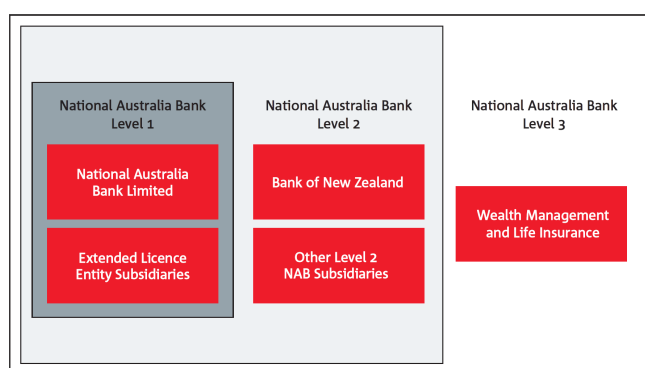 National Australia Bank
Level 1
National Australia
Bank Limited
Extended Licence
Entity Subsidiaries
National Australia Bank
Level 2
Bank of New Zealand
Other Level 2
NAB Subsidiaries
National Australia Bank
Level 3
Wealth Management
and Life Insurance